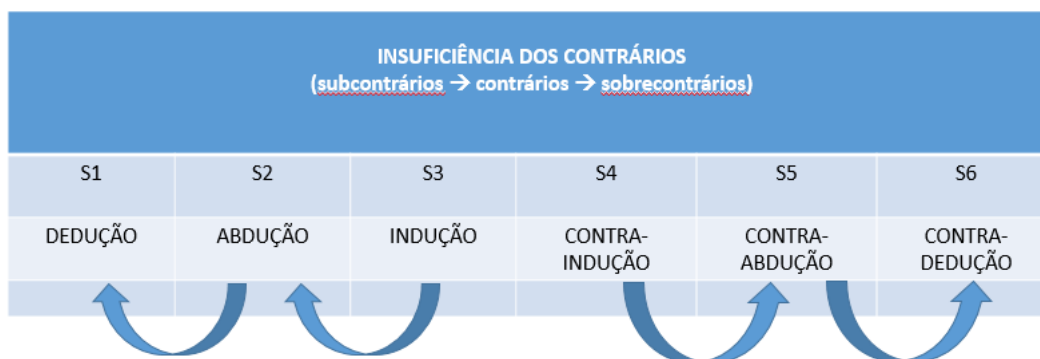 INSUFICIÊNCIA DOS CONTRÁRIOS
(subcontrários → contrários → sobrecontrários)
S1 S2 S3 S4 S5 S6
DEDUÇÃO ABDUÇÃO INDUÇÃO CONTRA- CONTRA- CONTRA-
INDUÇÃO ABDUÇÃO DEDUÇÃO